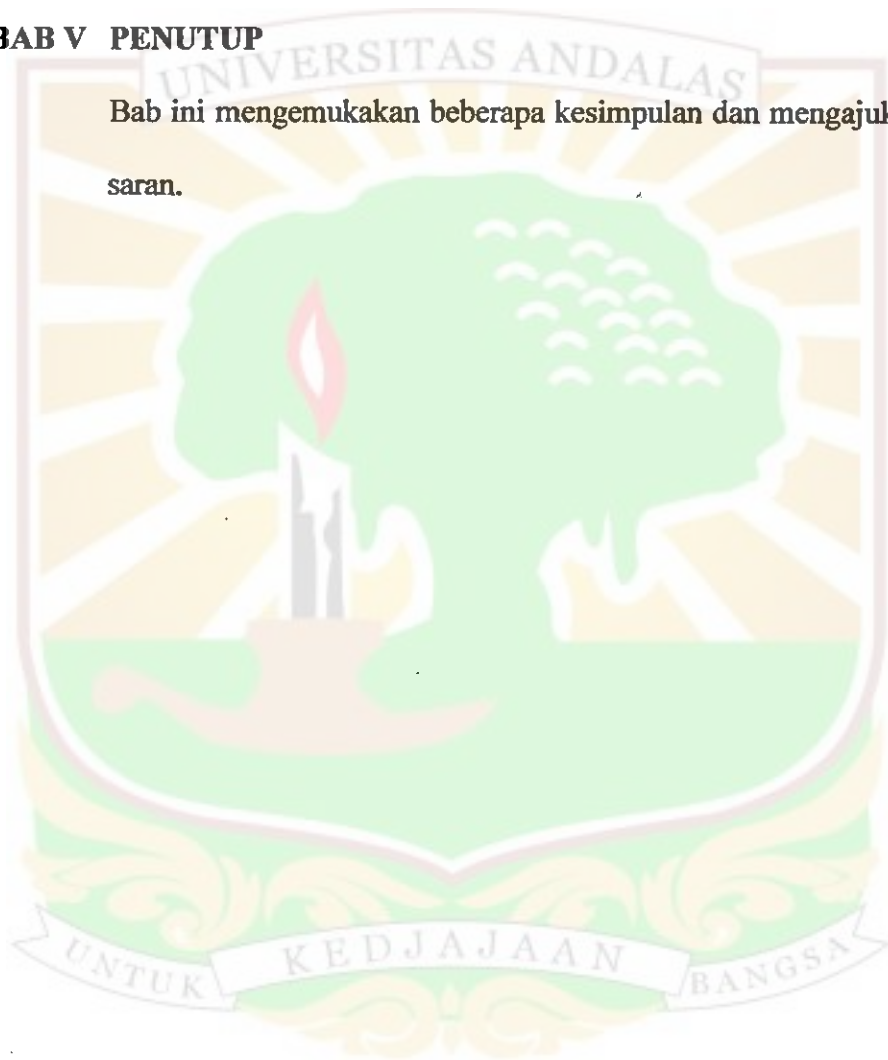 BAB V PENUTUP
UNIVERSITAS ANDALAS
Bab ini mengemukakan beberapa kesimpulan dan mengajuk
saran.
UNTUK KEDJAJAAN BANGSA